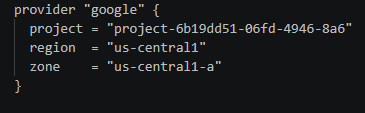 provider "google" {
  project = "project-6b19dd51-06fd-4946-8a6"
  region  = "us-central1"
  zone    = "us-central1-a"
}